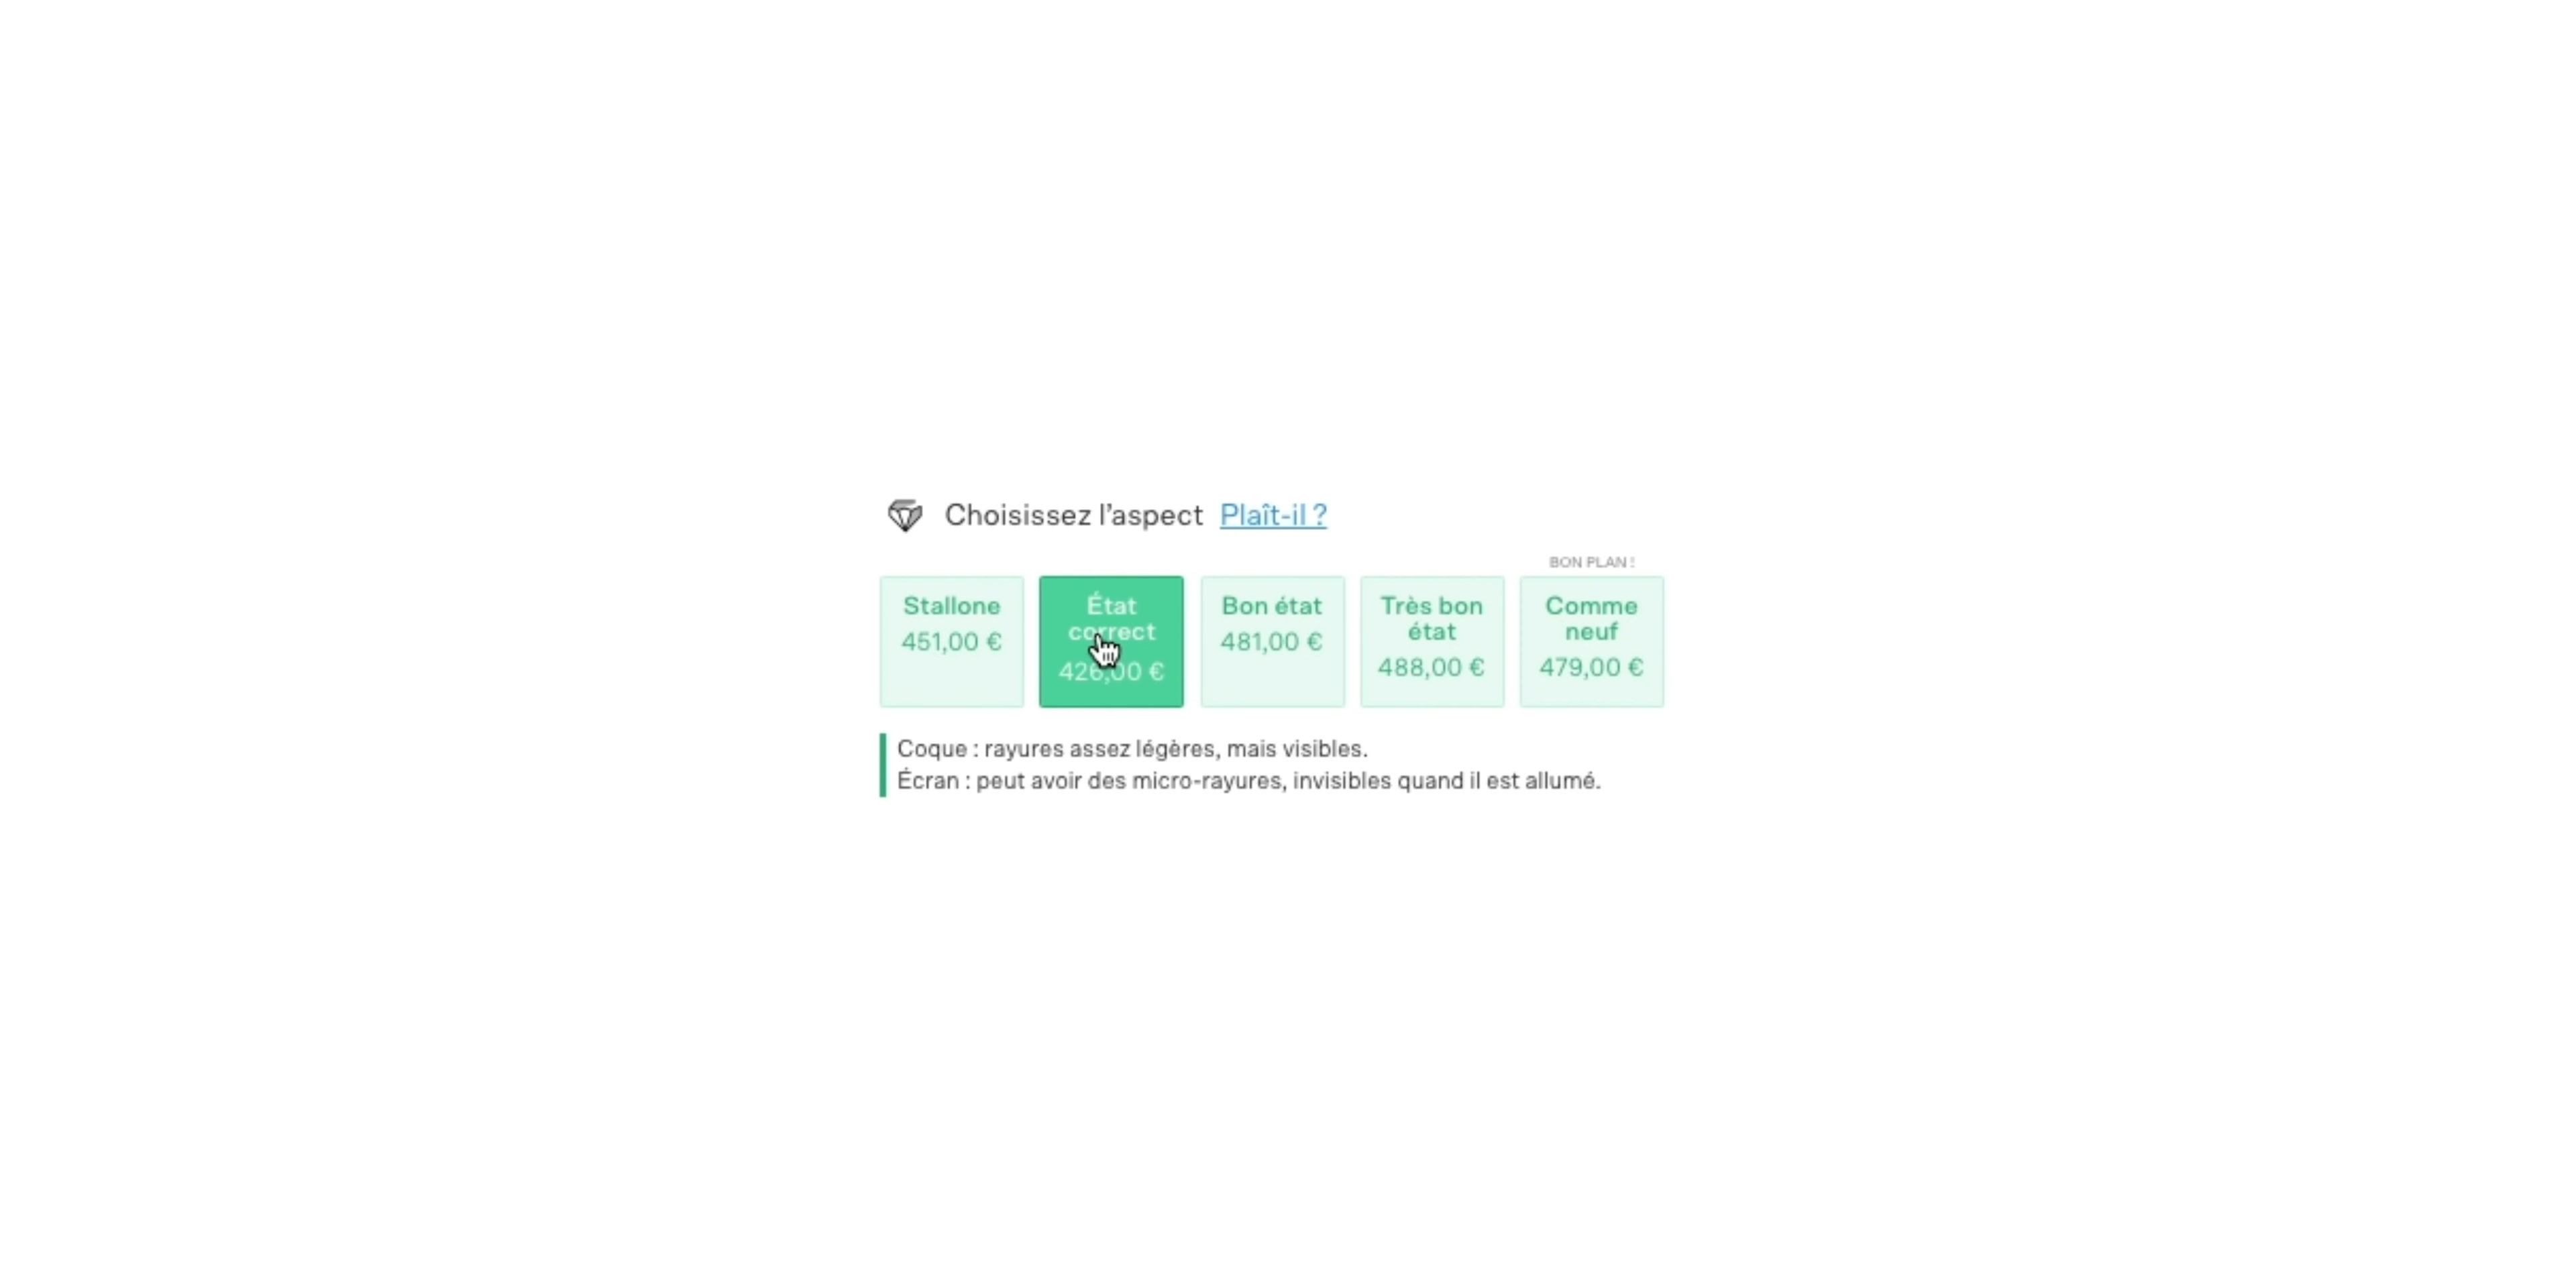 Choisissez l'aspect Plaît-il ?
BON PLAN !
Stallone
451,00 €
État
correct
426,00 €
Bon état
481,00 €
Très bon
état
488,00 €
Comme
neuf
479,00 €
Coque : rayures assez légères, mais visibles.
Écran : peut avoir des micro-rayures, invisibles quand il est allumé.